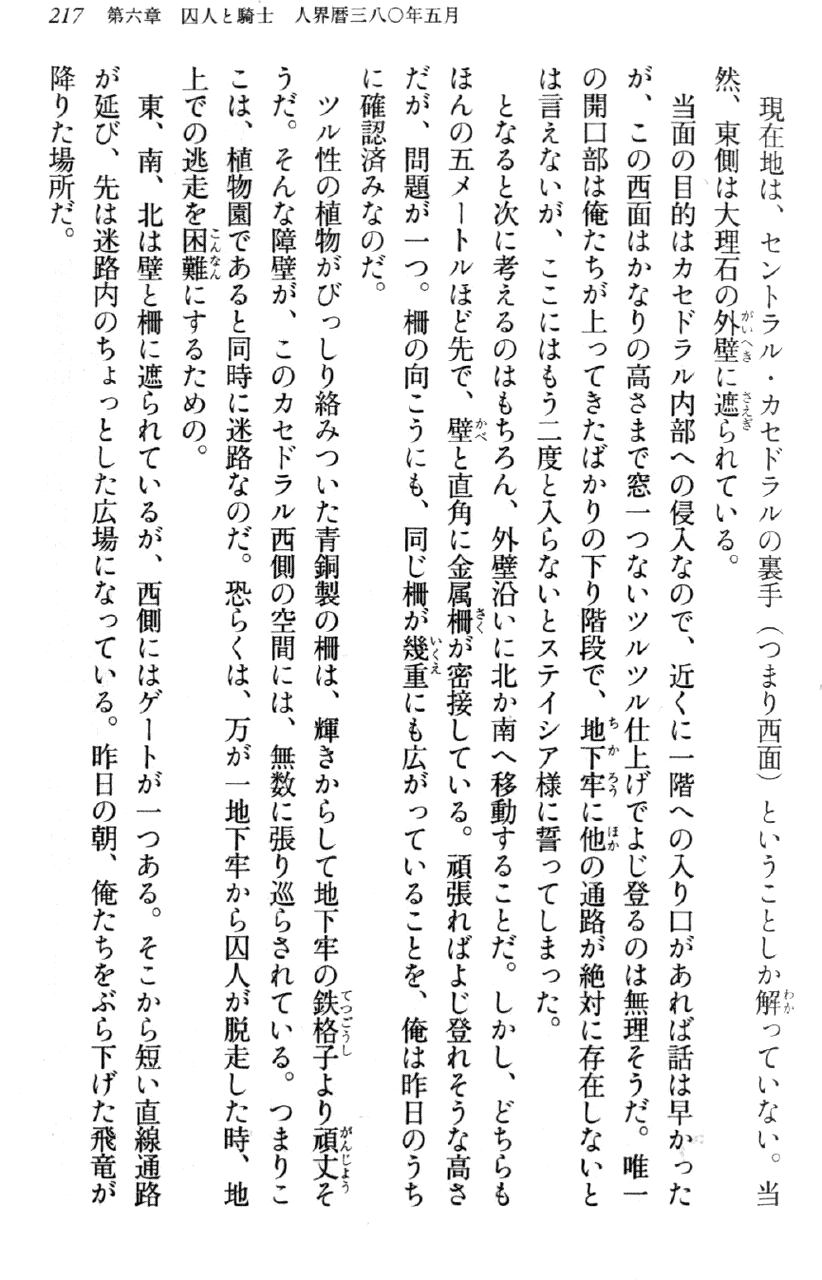 217 第六章 囚人と騎士 人界暦三八〇年五月
現在地は、セントラル・カセドラルの裏手（つまり西面）ということしか解っていない。当
然、東側は大理石の外壁に遮られている。
当面の目的はカセドラル内部への侵入なので、近くに一階への入り口があれば話は早かった
が、この西面はかなりの高さまで窓一つないツルツル仕上げでよじ登るのは無理そうだ。唯一
の開口部は俺たちが上ってきたばかりの下り階段で、地下牢に他の通路が絶対に存在しないと
は言えないが、ここにはもう二度と入らないとステイシア様に誓ってしまった。
となると次に考えるのはもちろん、外壁沿いに北か南へ移動することだ。しかし、どちらも
ほんの五メートルほど先で、壁と直角に金属柵が密接している。頑張ればよじ登れそうな高さ
だが、問題が一つ。柵の向こうにも、同じ柵が幾重にも広がっていることを、俺は昨日のうち
に確認済みなのだ。
ツル性の植物がびっしり絡みついた青銅製の柵は、輝きからして地下牢の鉄格子より頑丈そ
うだ。そんな障壁が、このカセドラル西側の空間には、無数に張り巡らされている。つまりこ
こは、植物園であると同時に迷路なのだ。恐らくは、万が一地下牢から囚人が脱走した時、地
上での逃走を困難にするための。
東、南、北は壁と柵に遮られているが、西側にはゲートが一つある。そこから短い直線通路
が延び、先は迷路内のちょっとした広場になっている。昨日の朝、俺たちをぶら下げた飛竜が
降りた場所だ。